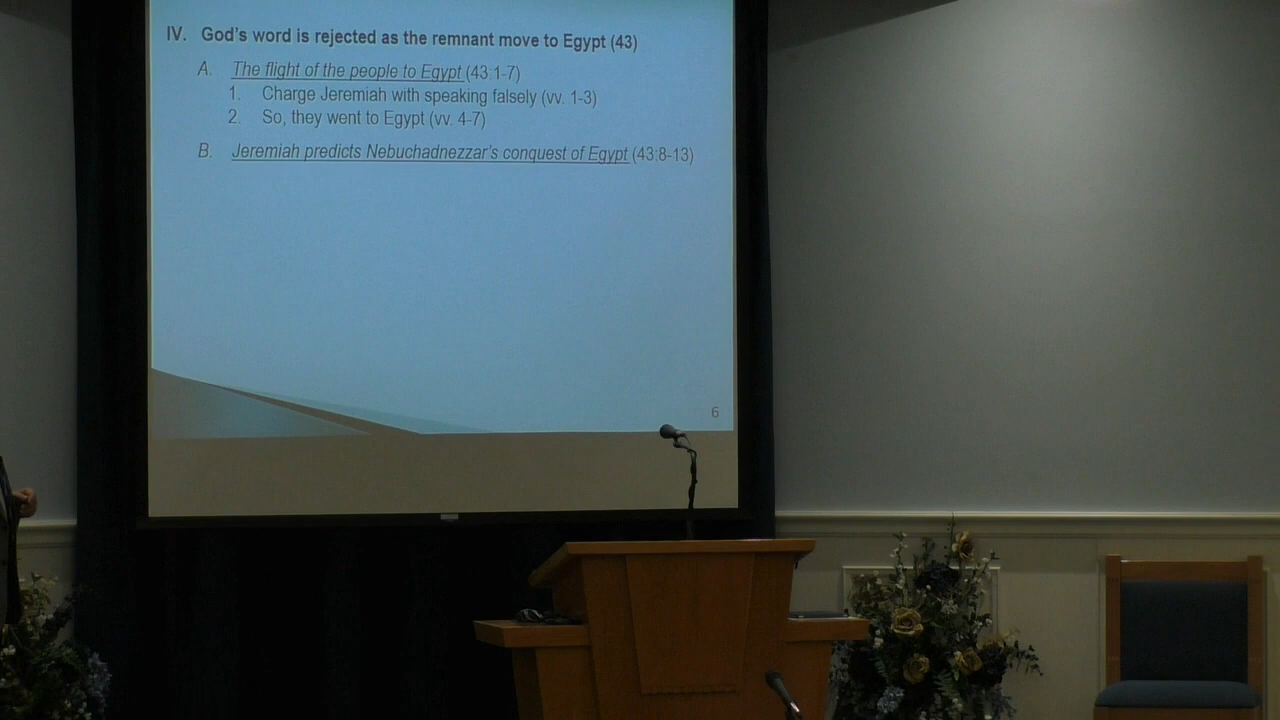 IV. God's word is rejected as the remnant move to Egypt (43)
A. The flight of the people to Egypt (43:1-7)
1. Charge Jeremiah with speaking falsely (vv. 1-3)
2. So, they went to Egypt (vv. 4-7)
B. Jeremiah predicts Nebuchadnezzar's conquest of Egypt (43:8-13)
6